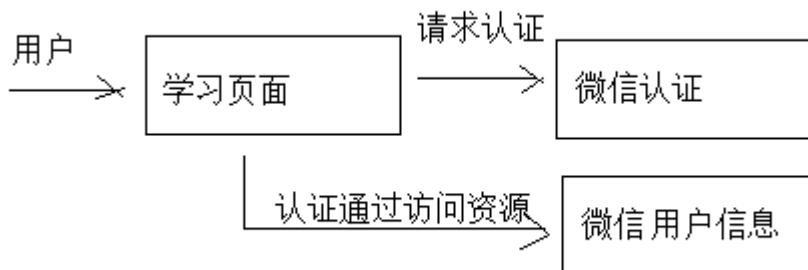 用户
学习页面
请求认证
微信认证
认证通过访问资源
微信用户信息